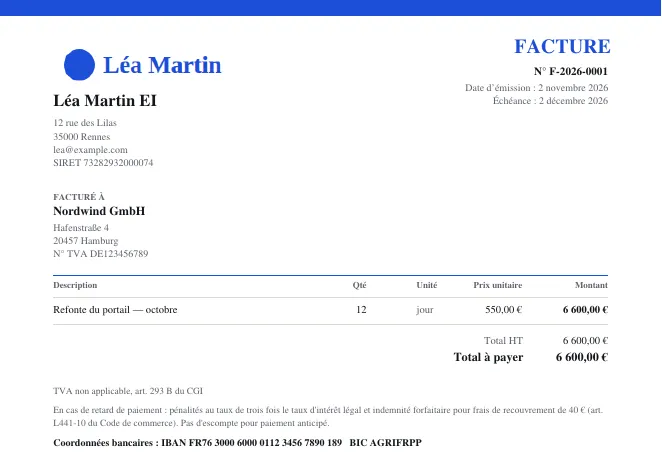 FACTURE
N° F-2026-0001
Date d’émission : 2 novembre 2026
Échéance : 2 décembre 2026
Léa Martin
Léa Martin EI
12 rue des Lilas
35000 Rennes
lea@example.com
SIRET 73282932000074
FACTURÉ À
Nordwind GmbH
Hafenstraße 4
20457 Hamburg
N° TVA DE123456789
Description Qté Unité Prix unitaire Montant
Refonte du portail — octobre 12 jour 550,00 € 6 600,00 €
Total HT 6 600,00 €
Total à payer 6 600,00 €
TVA non applicable, art. 293 B du CGI
En cas de retard de paiement : pénalités au taux de trois fois le taux d'intérêt légal et indemnité forfaitaire pour frais de recouvrement de 40 € (art.
L441-10 du Code de commerce). Pas d'escompte pour paiement anticipé.
Coordonnées bancaires : IBAN FR76 3000 6000 0112 3456 7890 189 BIC AGRIFRPP